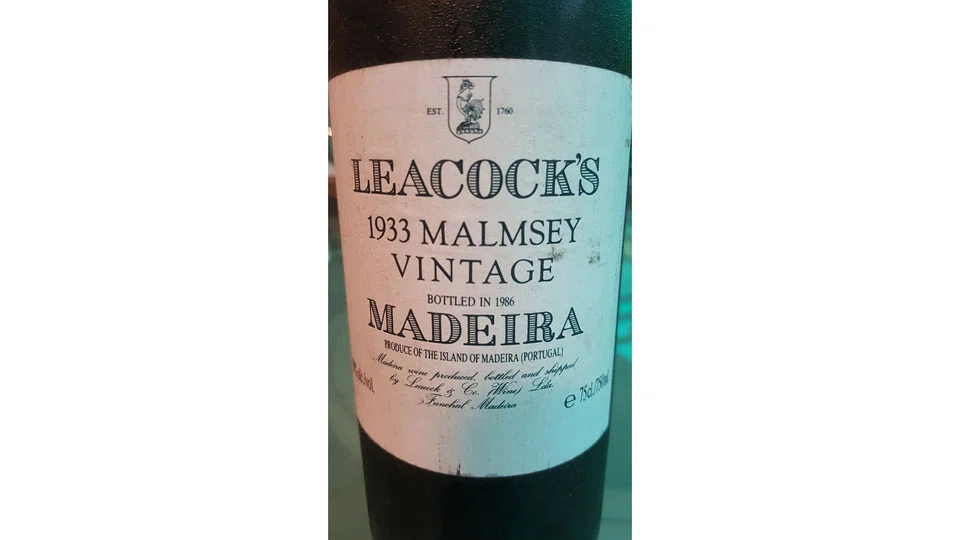 EST. 1760
LEACOCK'S
1933 MALMSEY
VINTAGE
BOTTLED IN 1986
MADEIRA
PRODUCE OF THE ISLAND OF MADEIRA (PORTUGAL)
Madeira wine produced, bottled and shipped
by Leacock & Co. (Wine) Lda.
Funchal Madeira
vol.
e 75cl./750ml